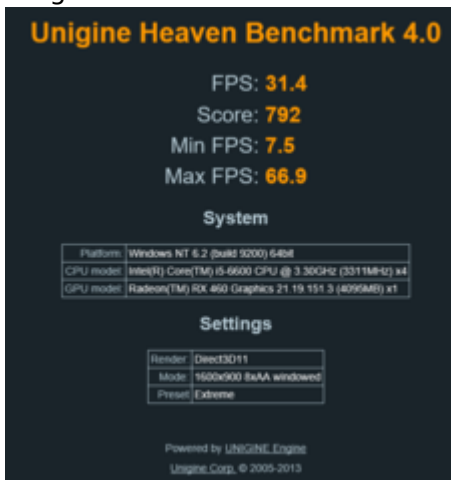 Unigine Heaven Benchmark 4.0
FPS: 31.4
Score: 792
Min FPS: 7.5
Max FPS: 66.9
System
Platform: Windows NT 6.2 (build 9200) 64bit
CPU model: Intel(R) Core(TM) i5-6600 CPU @ 3.30GHz (3311MHz) x4
GPU model: Radeon(TM) RX 460 Graphics 21.19.151.3 (4095MB) x1
Settings
Render: Direct3D11
Mode: 1600x900 8xAA windowed
Preset Extreme
Powered by UNIGINE Engine
Unigine Corp. © 2005-2013